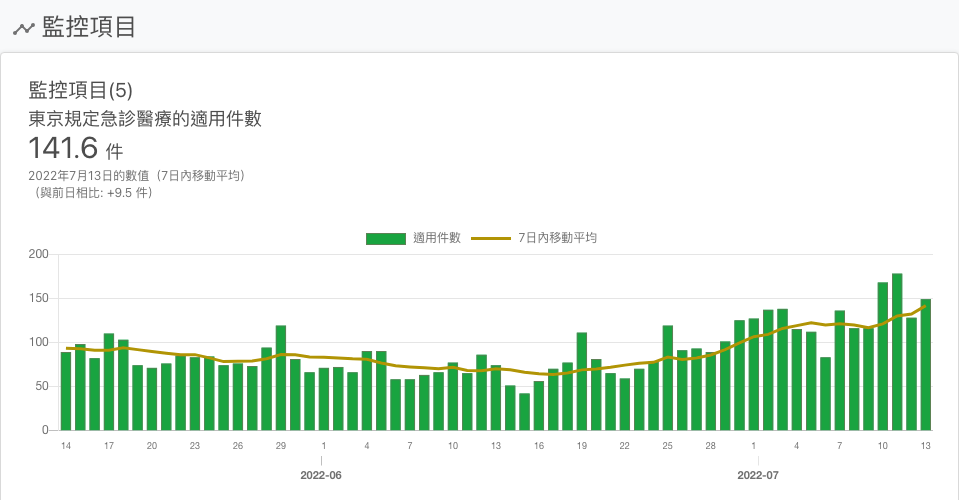 監控項目
監控項目(5)
東京規定急診醫療的適用件數
141.6 件
2022年7月13日的數值（7日內移動平均）
（與前日相比: +9.5 件）
適用件數 7日內移動平均
200
150
100
50
0
14 17 20 23 26 29 1 4 7 10 13 16 19 22 25 28 1 4 7 10 13
2022-06 2022-07